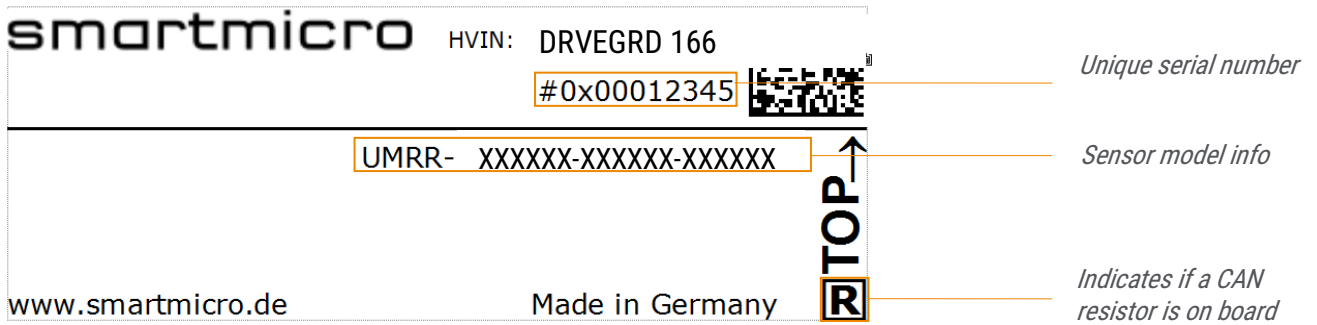 smartmicro HVIN: DRVEGRD 166
#0x00012345
Unique serial number
UMRR- XXXXXX-XXXXXX-XXXXXX
Sensor model info
TOP→
R
Indicates if a CAN
resistor is on board
www.smartmicro.de Made in Germany